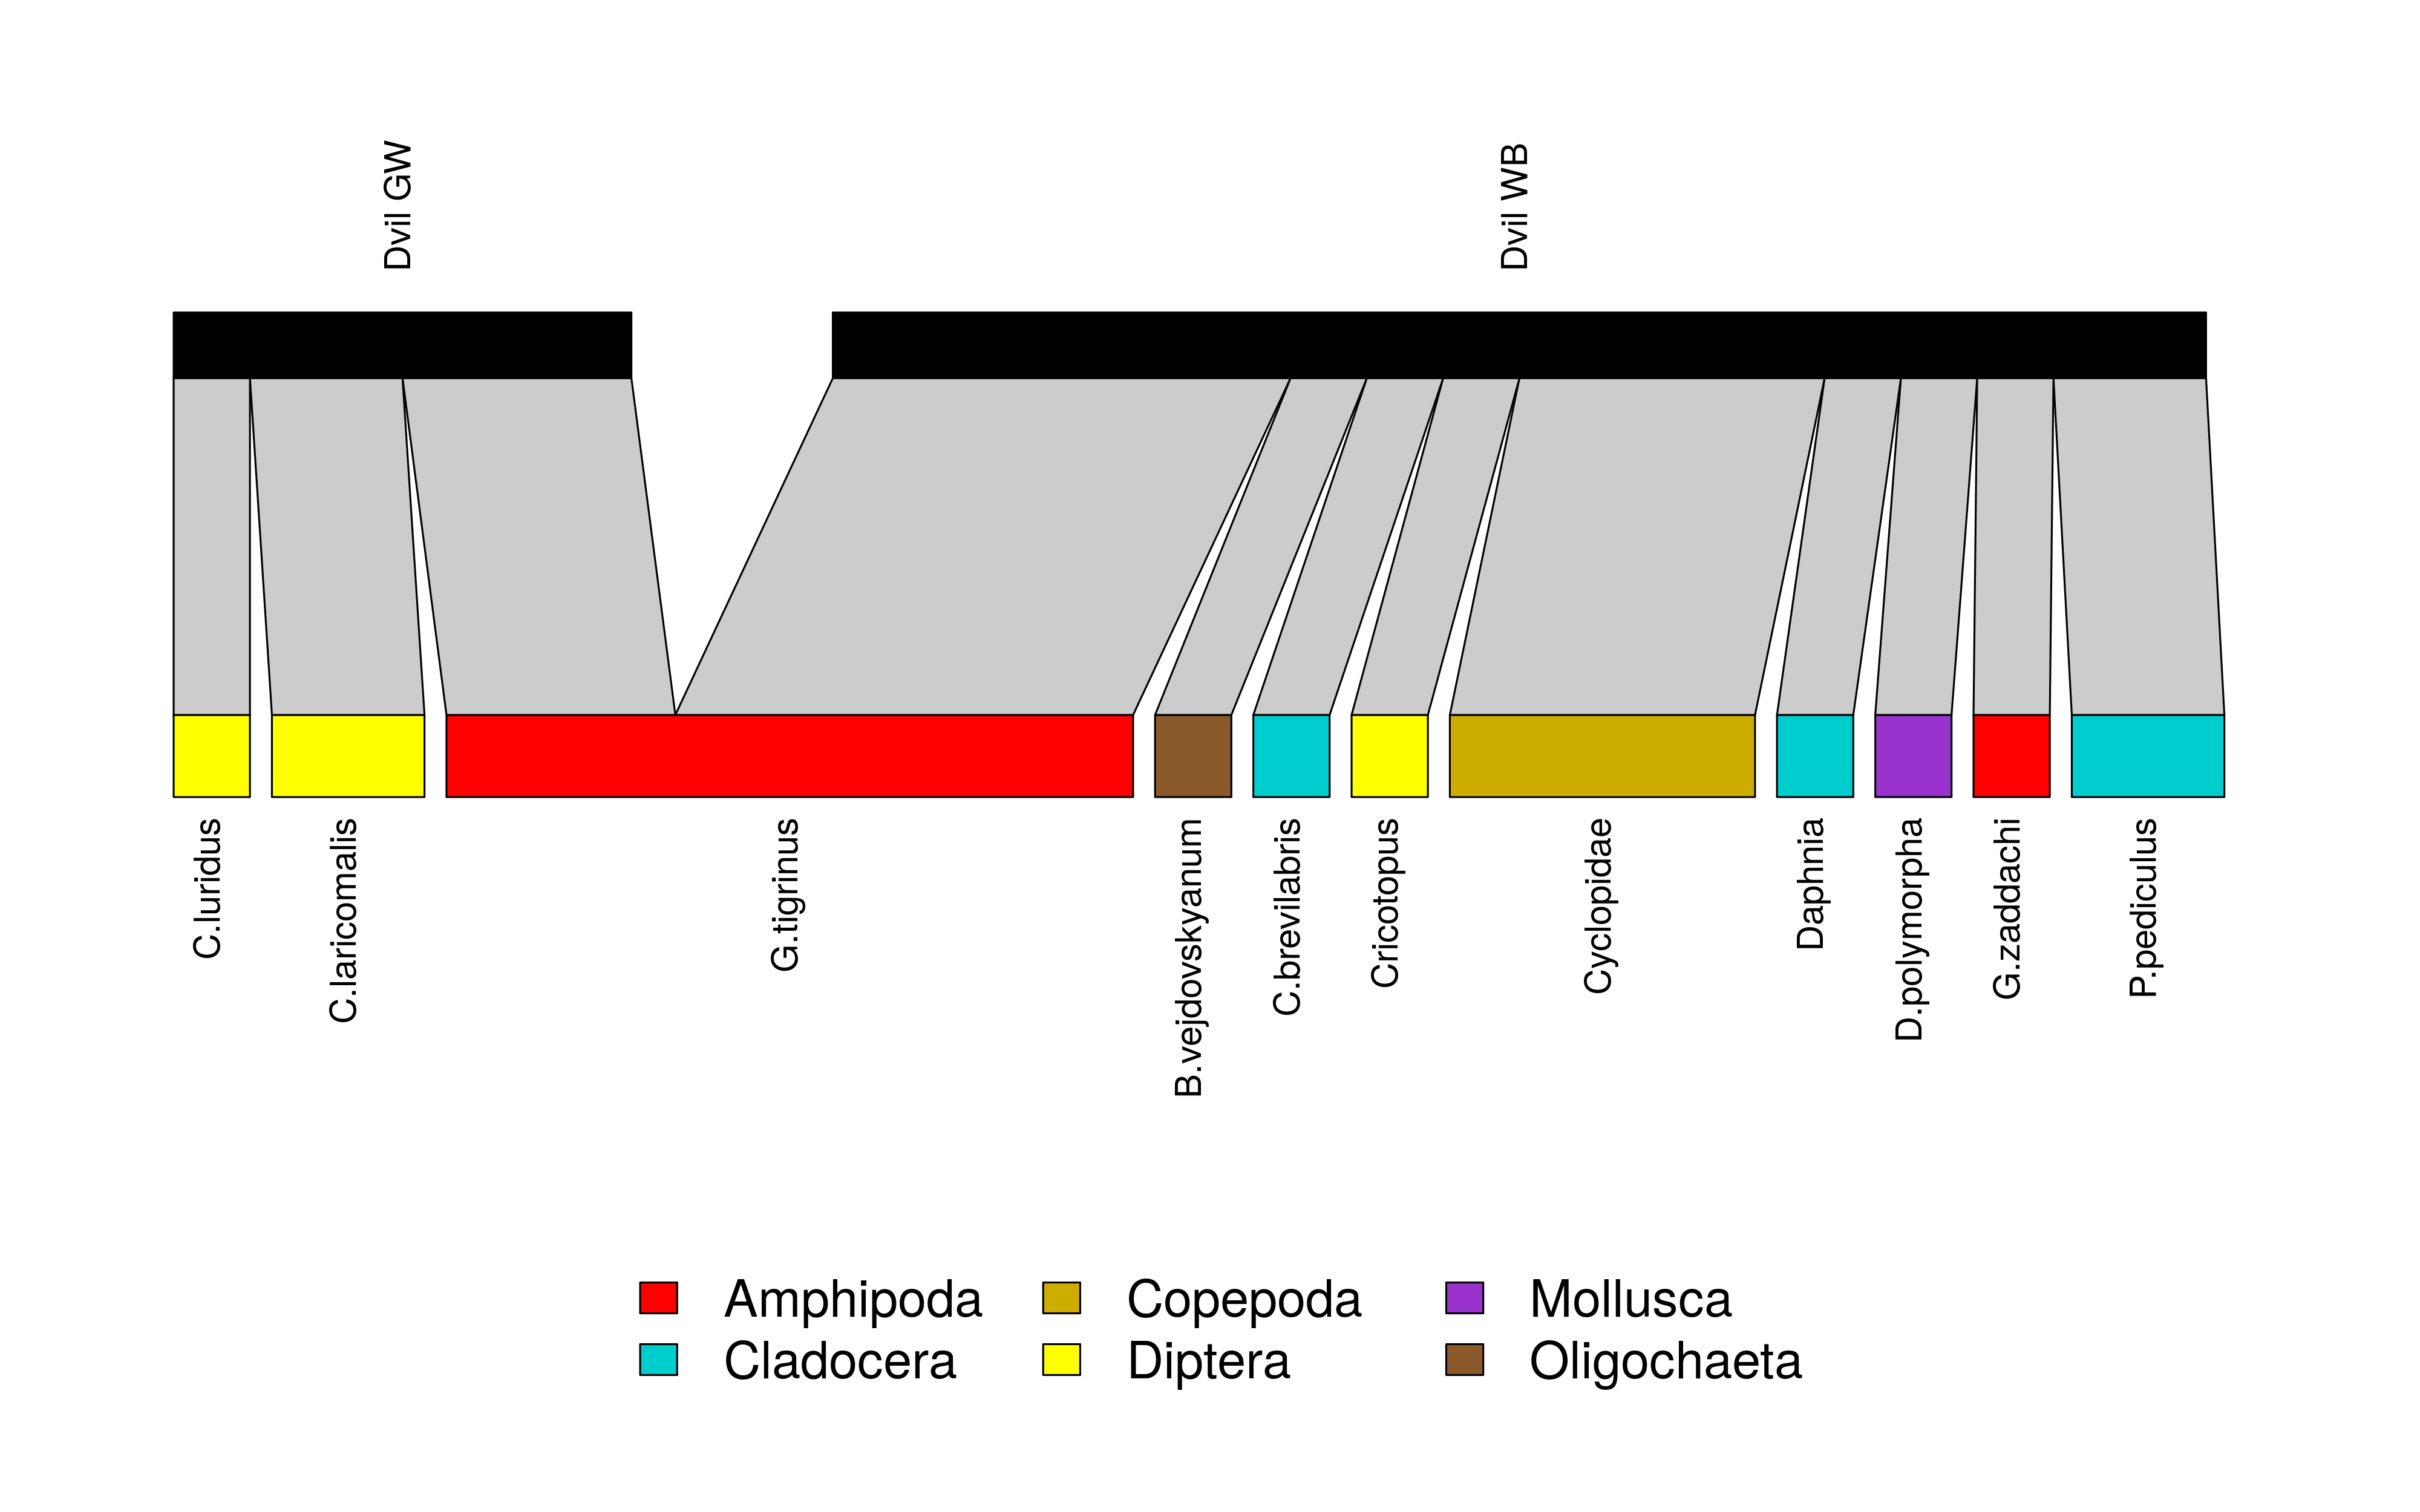 Dvil GW
Dvil WB
C.luridus
C.laricomalis
G.tigrinus
B.vejdovskyanum
C.brevilabris
Cricotopus
Cyclopidae
Daphnia
D.polymorpha
G.zaddachi
P.pediculus
Amphipoda
Copepoda
Mollusca
Cladocera
Diptera
Oligochaeta